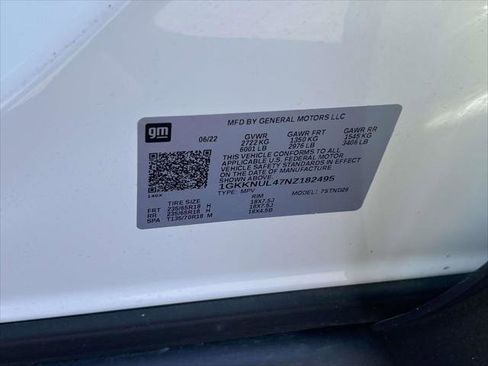 MFD BY GENERAL MOTORS LLC
gm
06/22 GVWR GAWR FRT GAWR RR
2722 KG 1350 KG 1545 KG
6001 LB 2976 LB 3406 LB
THIS VEHICLE CONFORMS TO ALL
APPLICABLE U.S. FEDERAL MOTOR
VEHICLE SAFETY STANDARDS IN EFFECT
ON THE DATE OF MANUFACTURE
SHOWN ABOVE.
1GKKNUL47NZ182495
TYPE: MPV MODEL:
TIRE SIZE RIM
FRT 235/65R18 H 18X7.5J
RR 235/65R18 H 18X7.5J
SPA T135/70R18 M 18X4.5B